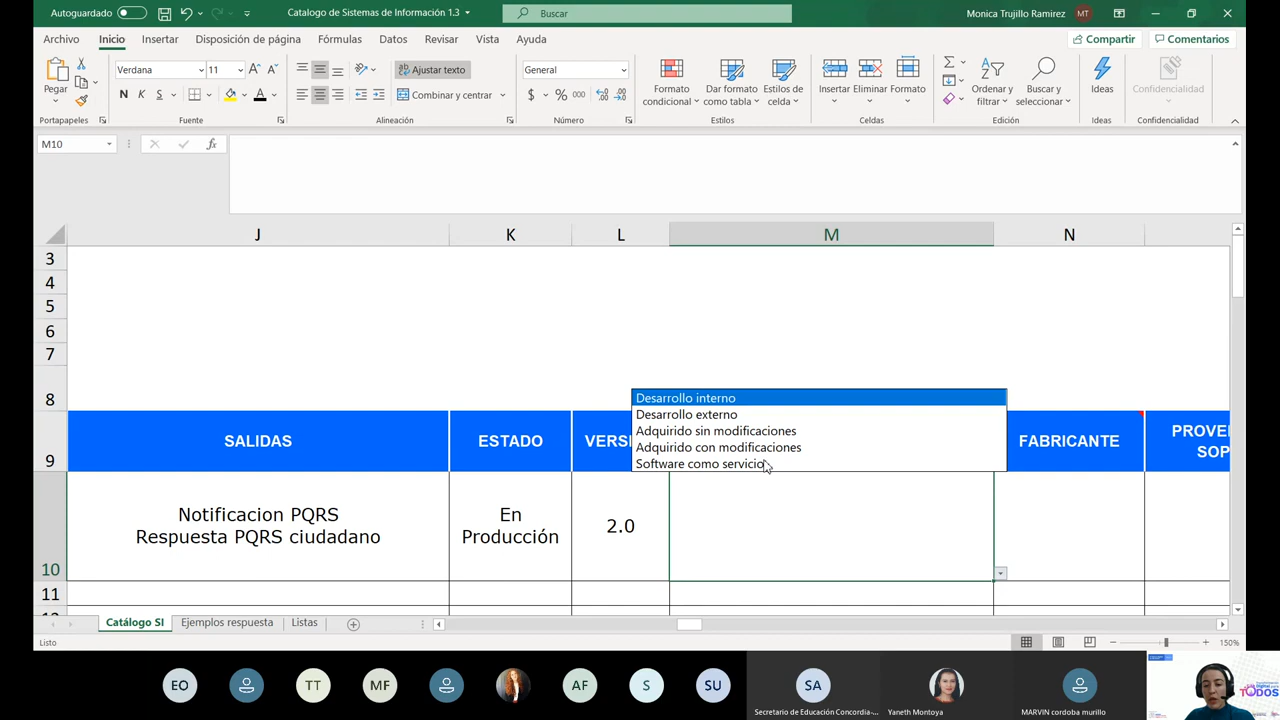 Autoguardado
Catalogo de Sistemas de Información 1.3
Buscar
Monica Trujillo Ramirez
MT
Archivo
Inicio
Insertar
Disposición de página
Fórmulas
Datos
Revisar
Vista
Ayuda
Compartir
Comentarios
Pegar
Verdana
11
N K S
Ajustar texto
Combinar y centrar
General
$ % 000
Formato
condicional
Dar formato
como tabla
Estilos de
celda
Insertar
Eliminar
Formato
Ordenar y
filtrar
Buscar y
seleccionar
Ideas
Confidencialidad
Portapapeles
Fuente
Alineación
Número
Estilos
Celdas
Edición
Ideas
Confidencialidad
M10
fx
J
K
L
M
N
3
4
5
6
7
8
Desarrollo interno
Desarrollo externo
Adquirido sin modificaciones
Adquirido con modificaciones
Software como servicio
9
SALIDAS
ESTADO
VERSI
FABRICANTE
PROVE
SOP
10
Notificacion PQRS
Respuesta PQRS ciudadano
En
Producción
2.0
11
Catálogo SI
Ejemplos respuesta
Listas
Listo
150%
EO
TT
MF
AF
S
SU
SA
Secretario de Educación Concordia-...
Yaneth Montoya
MARVIN cordoba murillo
TODOS